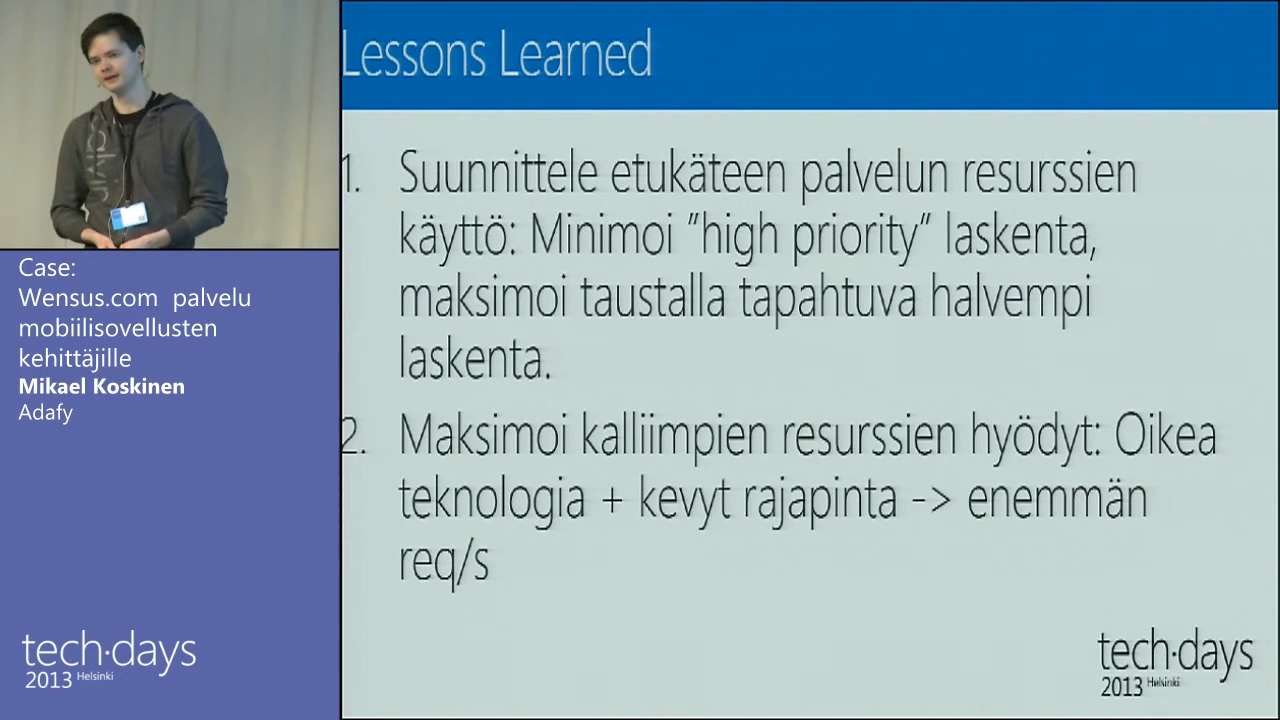 Lessons Learned
1. Suunnittele etukäteen palvelun resurssien
käyttö: Minimoi ”high priority” laskenta,
maksimoi taustalla tapahtuva halvempi
laskenta.
2. Maksimoi kalliimpien resurssien hyödyt: Oikea
teknologia + kevyt rajapinta -> enemmän
req/s
Case:
Wensus.com palvelu
mobiilisovellusten
kehittäjille
Mikael Koskinen
Adafy
tech·days
2013 Helsinki
tech·days
2013 Helsinki